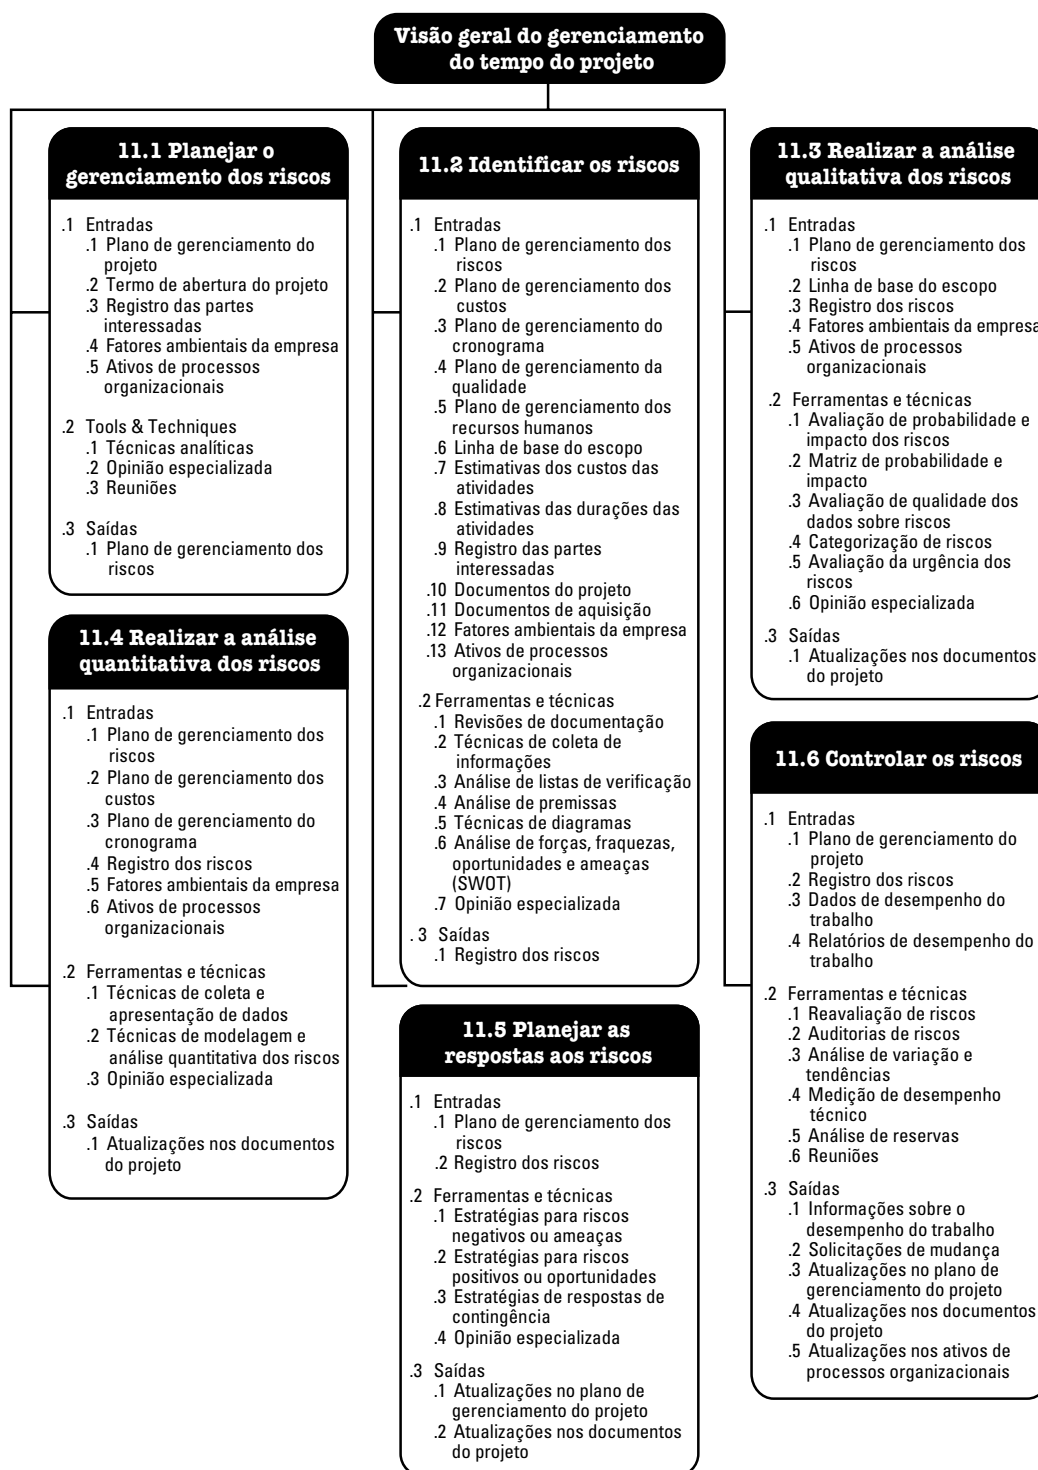 Visão geral do gerenciamento
do tempo do projeto
11.1 Planejar o
gerenciamento dos riscos
.1 Entradas
.1 Plano de gerenciamento do
projeto
.2 Termo de abertura do projeto
.3 Registro das partes
interessadas
.4 Fatores ambientais da empresa
.5 Ativos de processos
organizacionais
.2 Tools & Techniques
.1 Técnicas analíticas
.2 Opinião especializada
.3 Reuniões
.3 Saídas
.1 Plano de gerenciamento dos
riscos
11.2 Identificar os riscos
.1 Entradas
.1 Plano de gerenciamento dos
riscos
.2 Plano de gerenciamento dos
custos
.3 Plano de gerenciamento do
cronograma
.4 Plano de gerenciamento da
qualidade
.5 Plano de gerenciamento dos
recursos humanos
.6 Linha de base do escopo
.7 Estimativas dos custos das
atividades
.8 Estimativas das durações das
atividades
.9 Registro das partes
interessadas
.10 Documentos do projeto
.11 Documentos de aquisição
.12 Fatores ambientais da empresa
.13 Ativos de processos
organizacionais
.2 Ferramentas e técnicas
.1 Revisões de documentação
.2 Técnicas de coleta de
informações
.3 Análise de listas de verificação
.4 Análise de premissas
.5 Técnicas de diagramas
.6 Análise de forças, fraquezas,
oportunidades e ameaças
(SWOT)
.7 Opinião especializada
. 3 Saídas
.1 Registro dos riscos
11.3 Realizar a análise
qualitativa dos riscos
.1 Entradas
.1 Plano de gerenciamento dos
riscos
.2 Linha de base do escopo
.3 Registro dos riscos
.4 Fatores ambientais da empresa
.5 Ativos de processos
organizacionais
.2 Ferramentas e técnicas
.1 Avaliação de probabilidade e
impacto dos riscos
.2 Matriz de probabilidade e
impacto
.3 Avaliação de qualidade dos
dados sobre riscos
.4 Categorização de riscos
.5 Avaliação da urgência dos
riscos
.6 Opinião especializada
.3 Saídas
.1 Atualizações nos documentos
do projeto
11.4 Realizar a análise
quantitativa dos riscos
.1 Entradas
.1 Plano de gerenciamento dos
riscos
.2 Plano de gerenciamento dos
custos
.3 Plano de gerenciamento do
cronograma
.4 Registro dos riscos
.5 Fatores ambientais da empresa
.6 Ativos de processos
organizacionais
.2 Ferramentas e técnicas
.1 Técnicas de coleta e
apresentação de dados
.2 Técnicas de modelagem e
análise quantitativa dos riscos
.3 Opinião especializada
.3 Saídas
.1 Atualizações nos documentos
do projeto
11.5 Planejar as
respostas aos riscos
.1 Entradas
.1 Plano de gerenciamento dos
riscos
.2 Registro dos riscos
.2 Ferramentas e técnicas
.1 Estratégias para riscos
negativos ou ameaças
.2 Estratégias para riscos
positivos ou oportunidades
.3 Estratégias de respostas de
contingência
.4 Opinião especializada
.3 Saídas
.1 Atualizações no plano de
gerenciamento do projeto
.2 Atualizações nos documentos
do projeto
11.6 Controlar os riscos
.1 Entradas
.1 Plano de gerenciamento do
projeto
.2 Registro dos riscos
.3 Dados de desempenho do
trabalho
.4 Relatórios de desempenho do
trabalho
.2 Ferramentas e técnicas
.1 Reavaliação de riscos
.2 Auditorias de riscos
.3 Análise de variação e
tendências
.4 Medição de desempenho
técnico
.5 Análise de reservas
.6 Reuniões
.3 Saídas
.1 Informações sobre o
desempenho do trabalho
.2 Solicitações de mudança
.3 Atualizações no plano de
gerenciamento do projeto
.4 Atualizações nos documentos
do projeto
.5 Atualizações nos ativos de
processos organizacionais